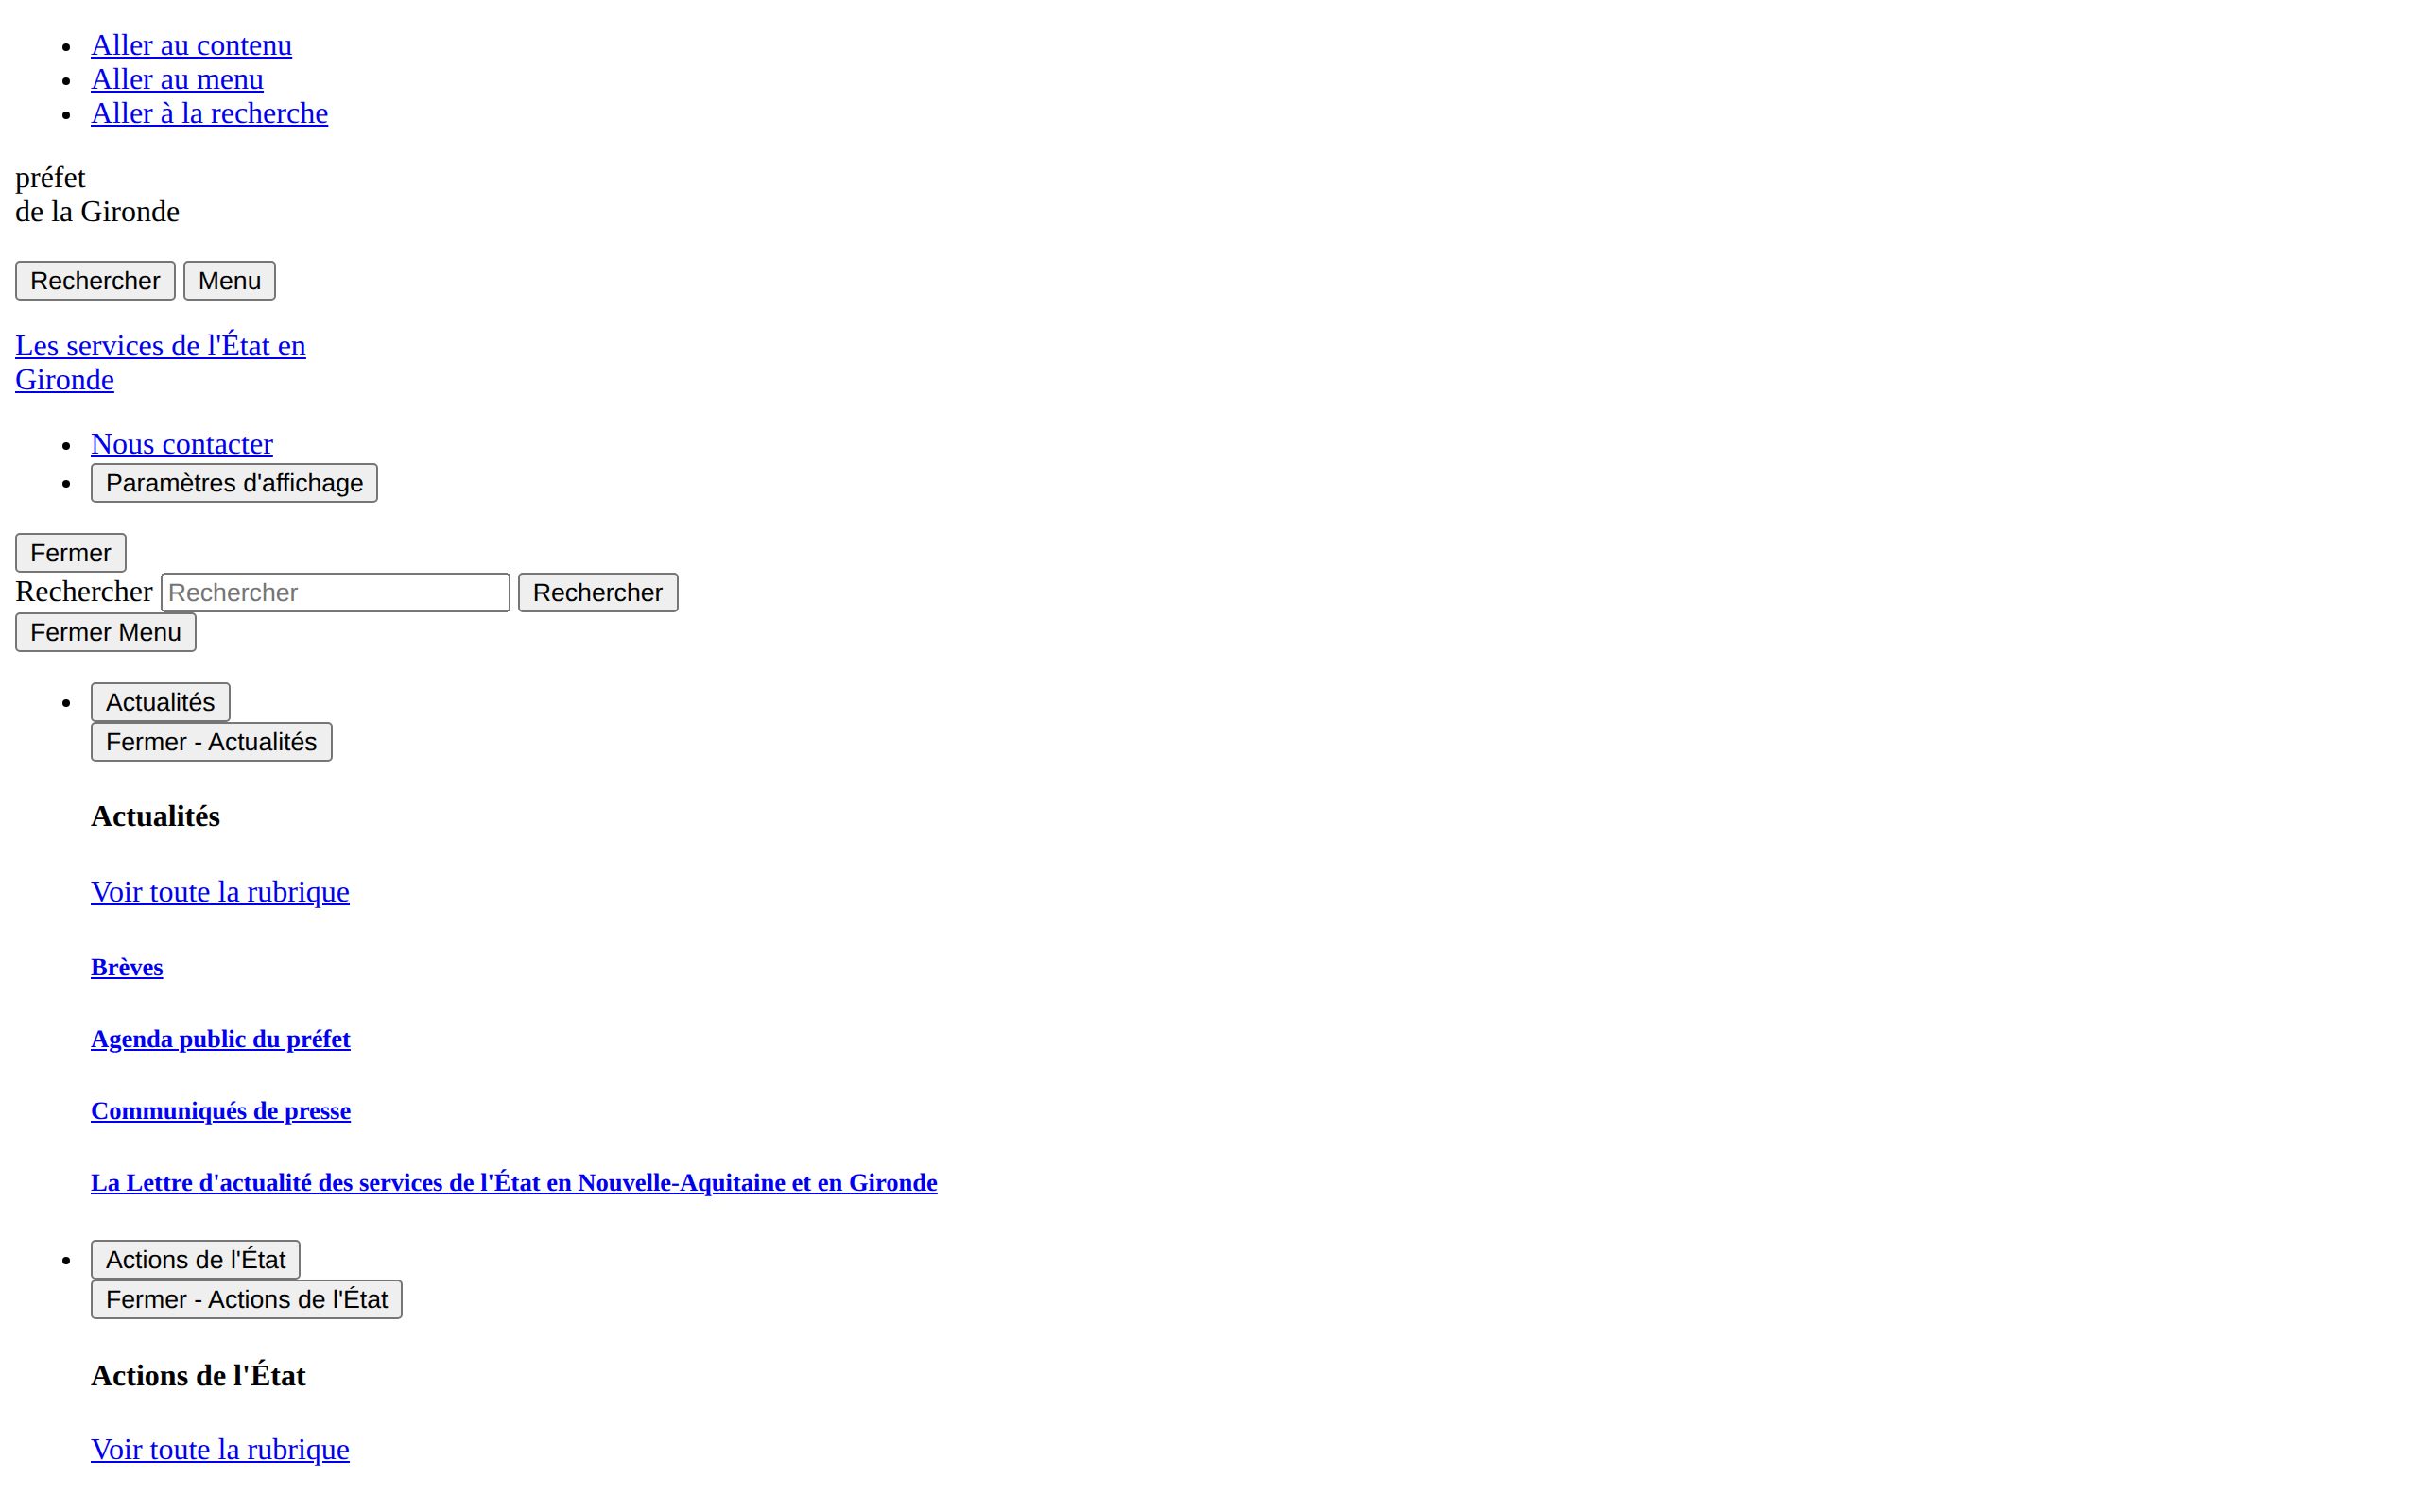 Aller au contenu
Aller au menu
Aller à la recherche
préfet
de la Gironde
Rechercher Menu
Les services de l'État en
Gironde
Nous contacter
Paramètres d'affichage
Fermer
Rechercher Rechercher Rechercher
Fermer Menu
Actualités
Fermer - Actualités
Actualités
Voir toute la rubrique
Brèves
Agenda public du préfet
Communiqués de presse
La Lettre d'actualité des services de l'État en Nouvelle-Aquitaine et en Gironde
Actions de l'État
Fermer - Actions de l'État
Actions de l'État
Voir toute la rubrique